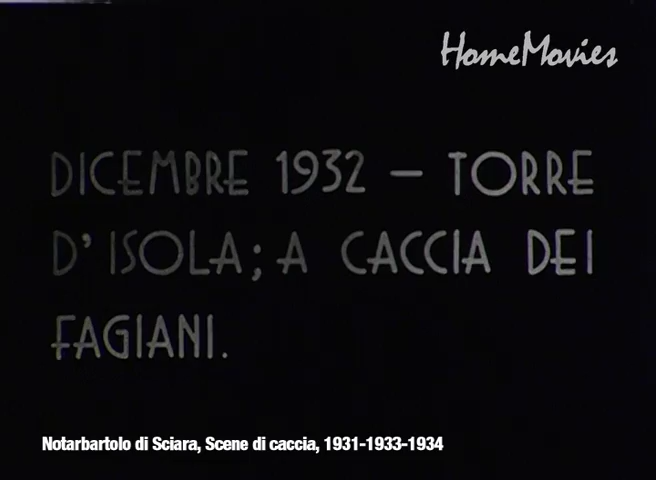 HomeMovies
DICEMBRE 1932 – TORRE
D' ISOLA; A CACCIA DEI
FAGIANI.
Notarbartolo di Sciara, Scene di caccia, 1931-1933-1934